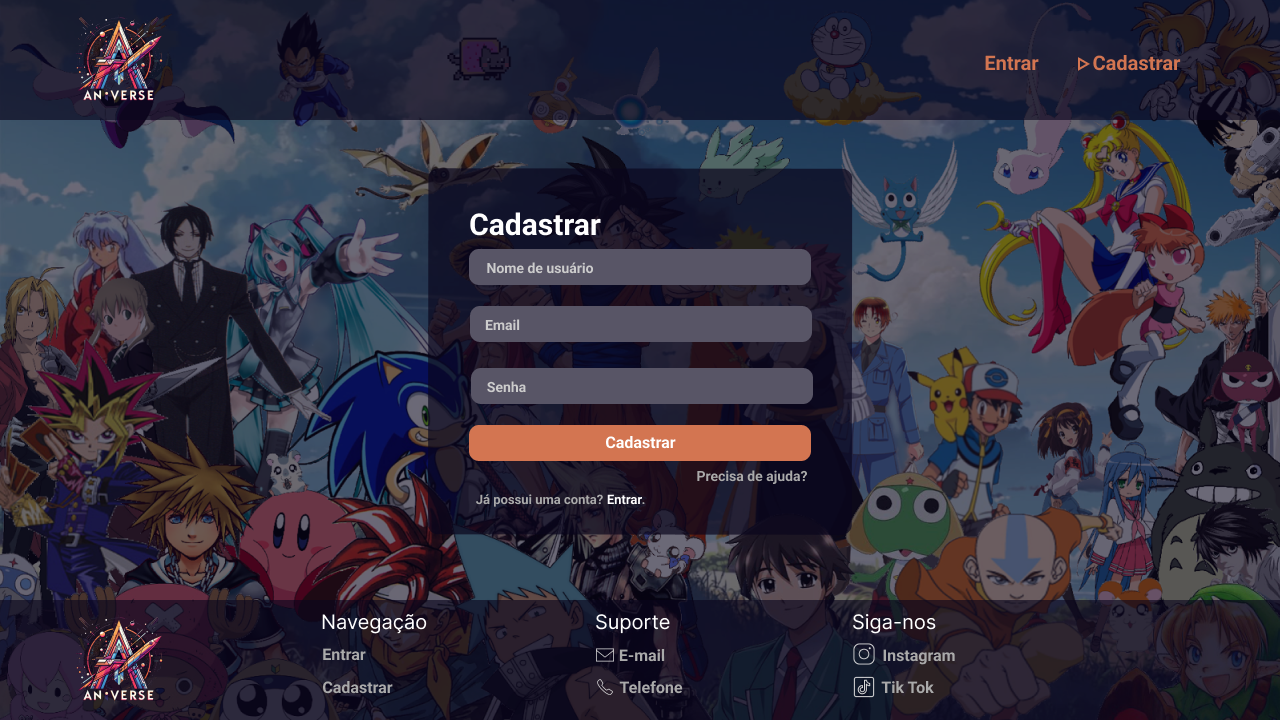 AN VERSE
Entrar
Cadastrar
Cadastrar
Nome de usuário
Email
Senha
Cadastrar
Precisa de ajuda?
Já possui uma conta? Entrar.
AN VERSE
Navegação
Entrar
Cadastrar
Suporte
E-mail
Telefone
Siga-nos
Instagram
Tik Tok